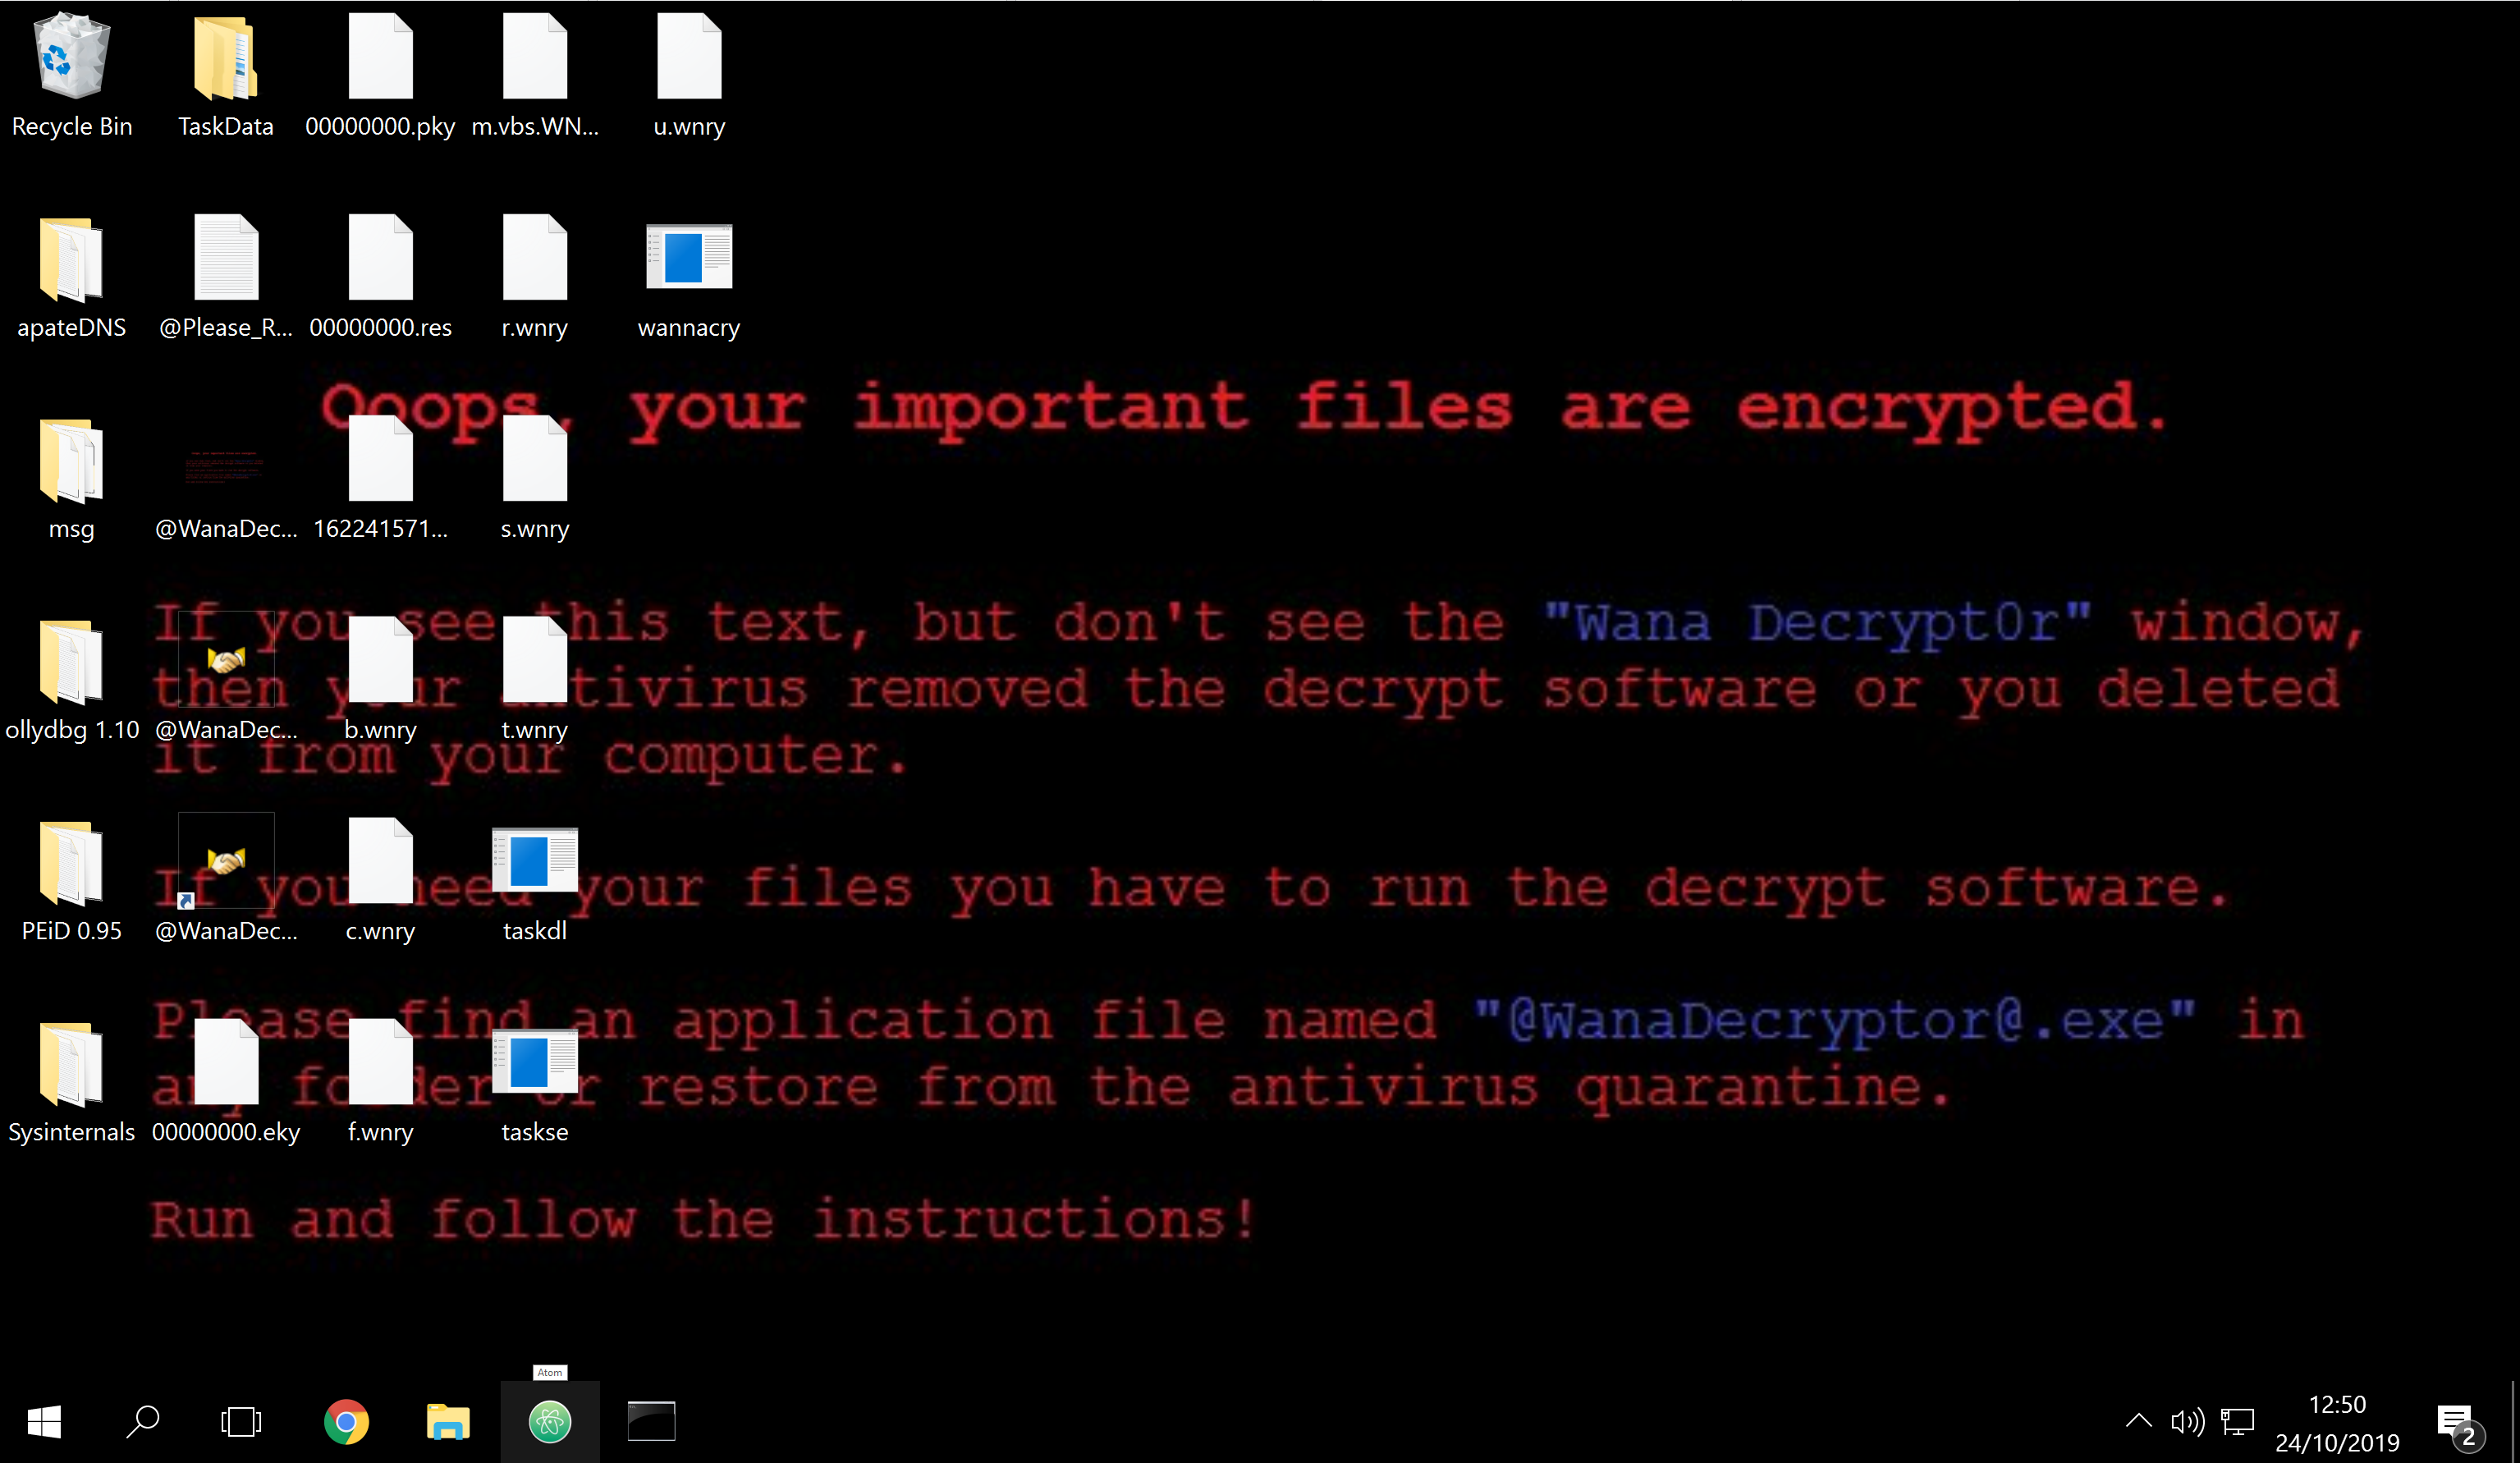 Recycle Bin
TaskData
00000000.pky
m.vbs.WN...
u.wnry
apateDNS
@Please_R...
00000000.res
r.wnry
wannacry
Ooops, your important files are encrypted.
msg
@WanaDec...
162241571...
s.wnry
If you see this text, but don't see the "Wana Decrypt0r" window,
then your antivirus removed the decrypt software or you deleted
it from your computer.
ollydbg 1.10
@WanaDec...
b.wnry
t.wnry
If you need your files you have to run the decrypt software.
PEiD 0.95
@WanaDec...
c.wnry
taskdl
Please find an application file named "@WanaDecryptor@.exe" in
any folder or restore from the antivirus quarantine.
Sysinternals
00000000.eky
f.wnry
taskse
Run and follow the instructions!
Atom
12:50
24/10/2019
2